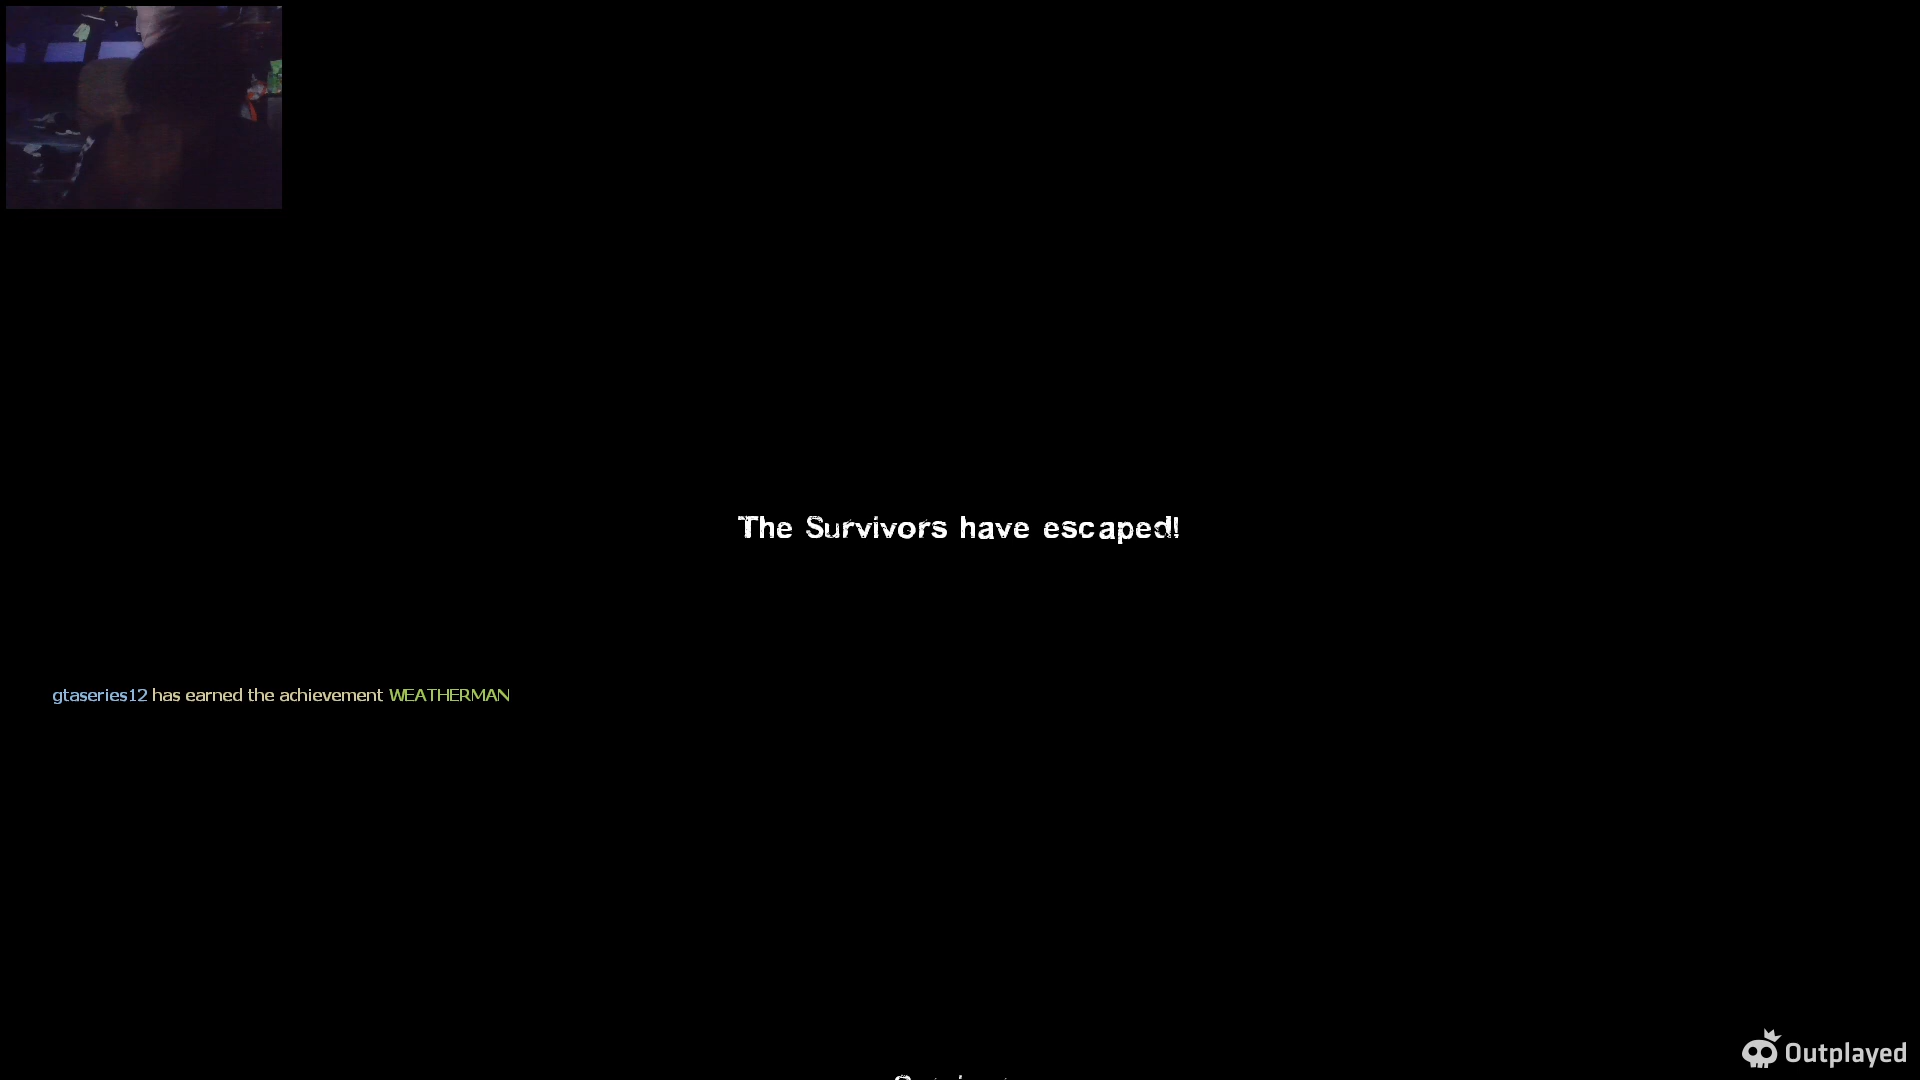 The Survivors have escaped!
gtaseries12 has earned the achievement WEATHERMAN
Outplayed